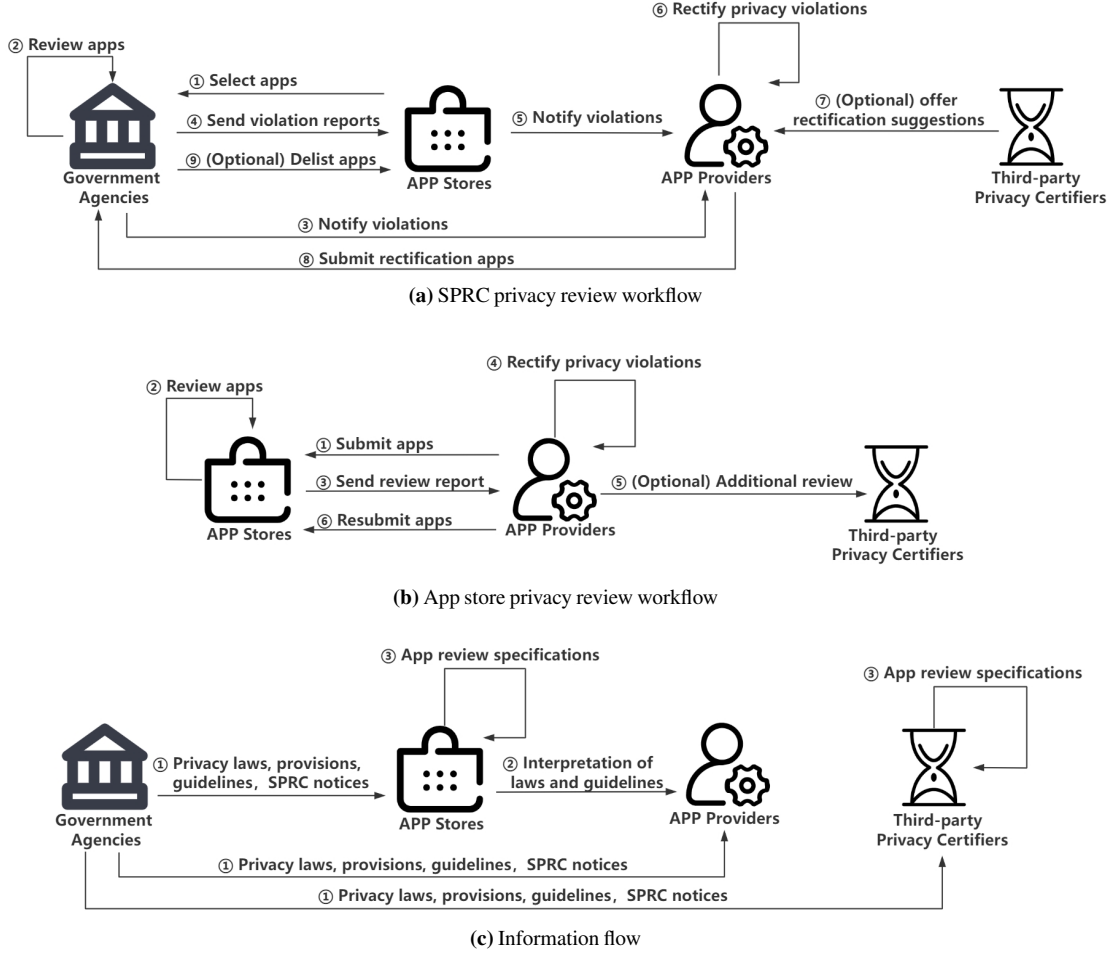 ⑥ Rectify privacy violations
② Review apps
① Select apps
④ Send violation reports
⑨ (Optional) Delist apps
⑤ Notify violations
⑦ (Optional) offer
rectification suggestions
Government
Agencies
APP Stores
APP Providers
Third-party
Privacy Certifiers
③ Notify violations
⑧ Submit rectification apps
(a) SPRC privacy review workflow
④ Rectify privacy violations
② Review apps
① Submit apps
③ Send review report
⑥ Resubmit apps
⑤ (Optional) Additional review
APP Stores
APP Providers
Third-party
Privacy Certifiers
(b) App store privacy review workflow
③ App review specifications
③ App review specifications
① Privacy laws, provisions,
guidelines, SPRC notices
② Interpretation of
laws and guidelines
Government
Agencies
APP Stores
APP Providers
Third-party
Privacy Certifiers
① Privacy laws, provisions, guidelines, SPRC notices
① Privacy laws, provisions, guidelines, SPRC notices
(c) Information flow